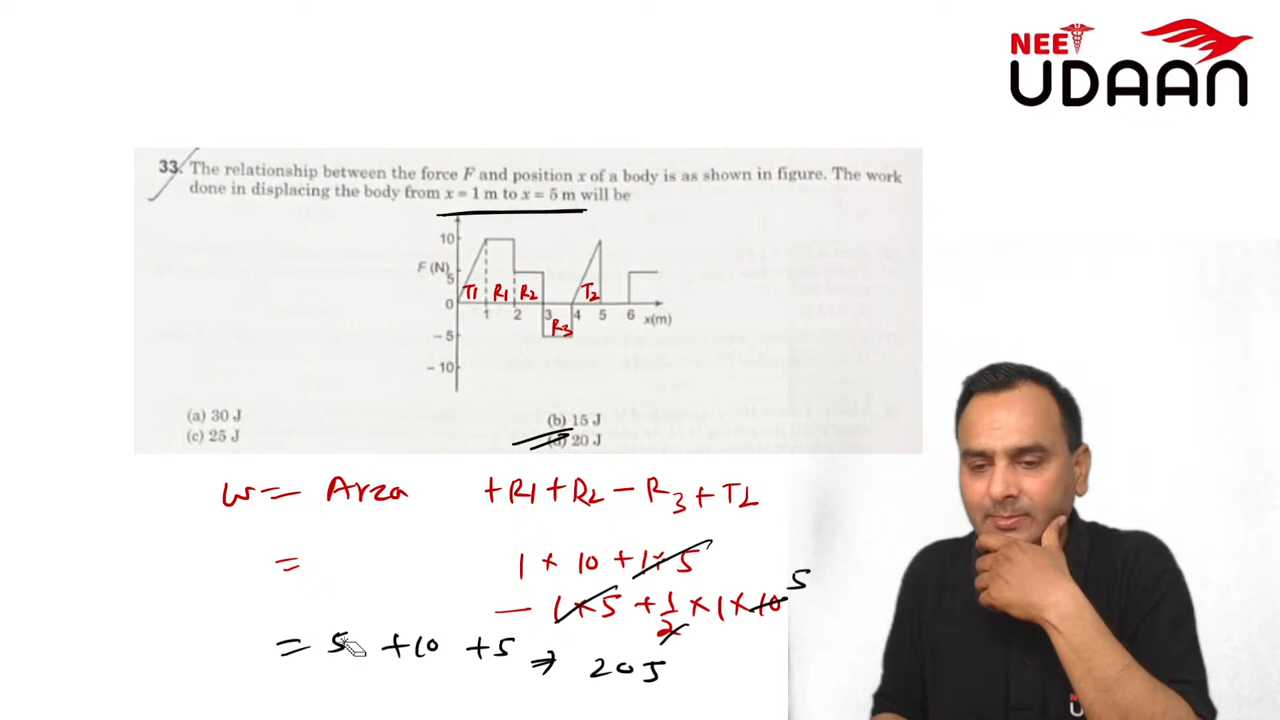 NEET
UDAAN
33. The relationship between the force F and position x of a body is as shown in figure. The work
done in displacing the body from x = 1 m to x = 5 m will be
10
F (N)
5
0
- 5
- 10
1 2 3 4 5 6 x(m)
T1 R1 R2 R3 T2
(a) 30 J
(b) 15 J
(c) 25 J
(d) 20 J
W = Area +R1 + R2 - R3 + T2
= 1 × 10 + 1 × 5
- 1 × 5 + 1/2 × 1 × 10 5
= 5 + 10 + 5 ⇒ 20 J
NEE
U